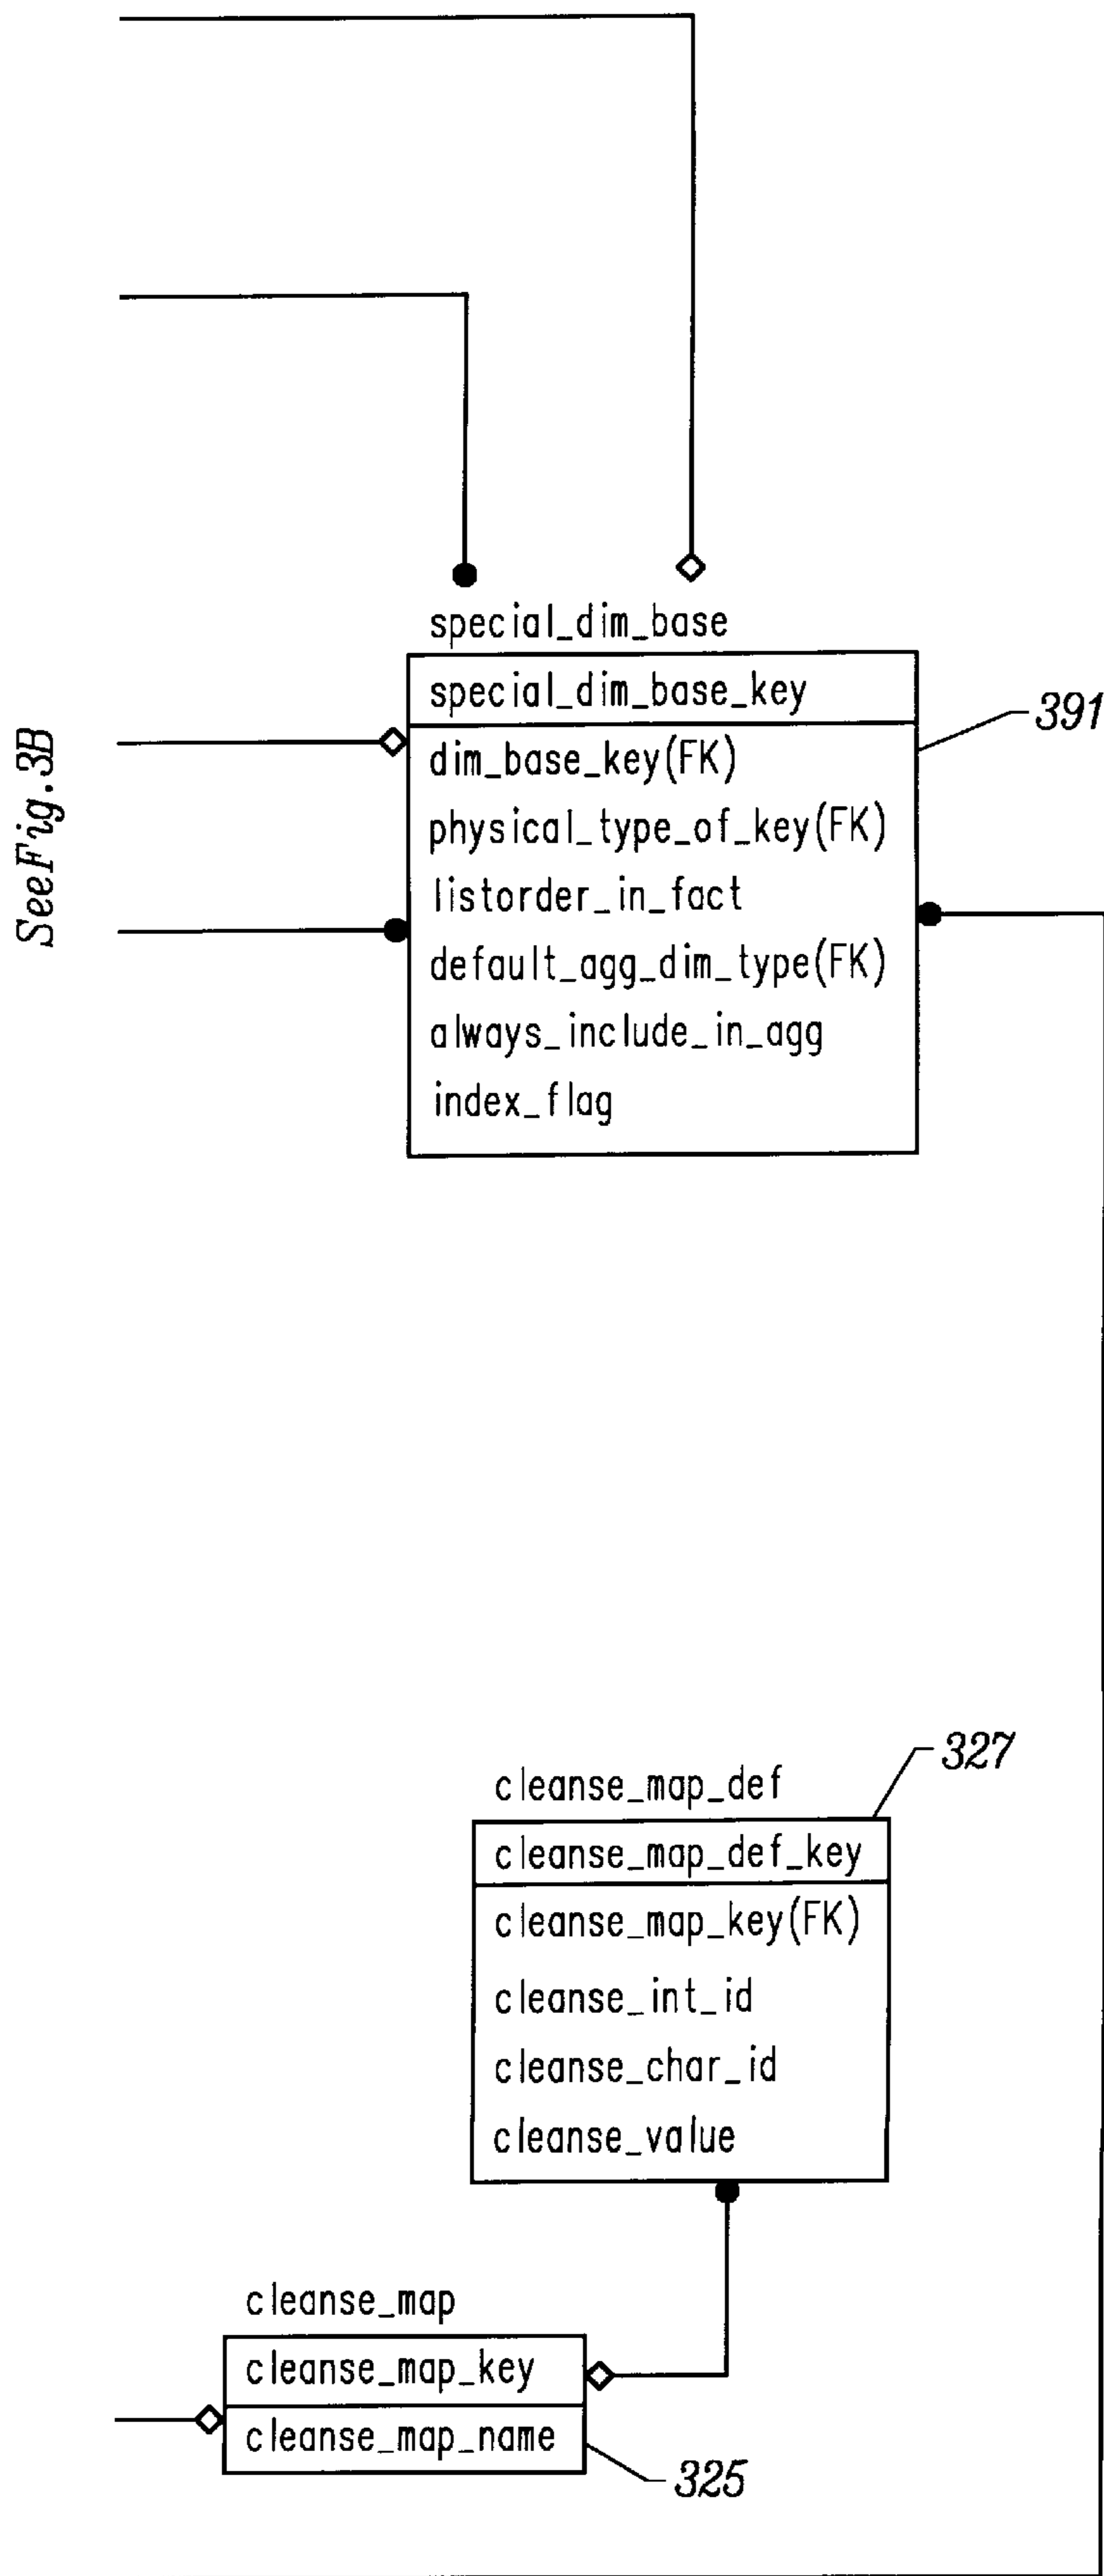 SeeFig.3B
special_dim_base
special_dim_base_key
391
dim_base_key(FK)
physical_type_of_key(FK)
listorder_in_fact
default_agg_dim_type(FK)
always_include_in_agg
index_flag
327
cleanse_map_def
cleanse_map_def_key
cleanse_map_key(FK)
cleanse_int_id
cleanse_char_id
cleanse_value
cleanse_map
cleanse_map_key
cleanse_map_name
325